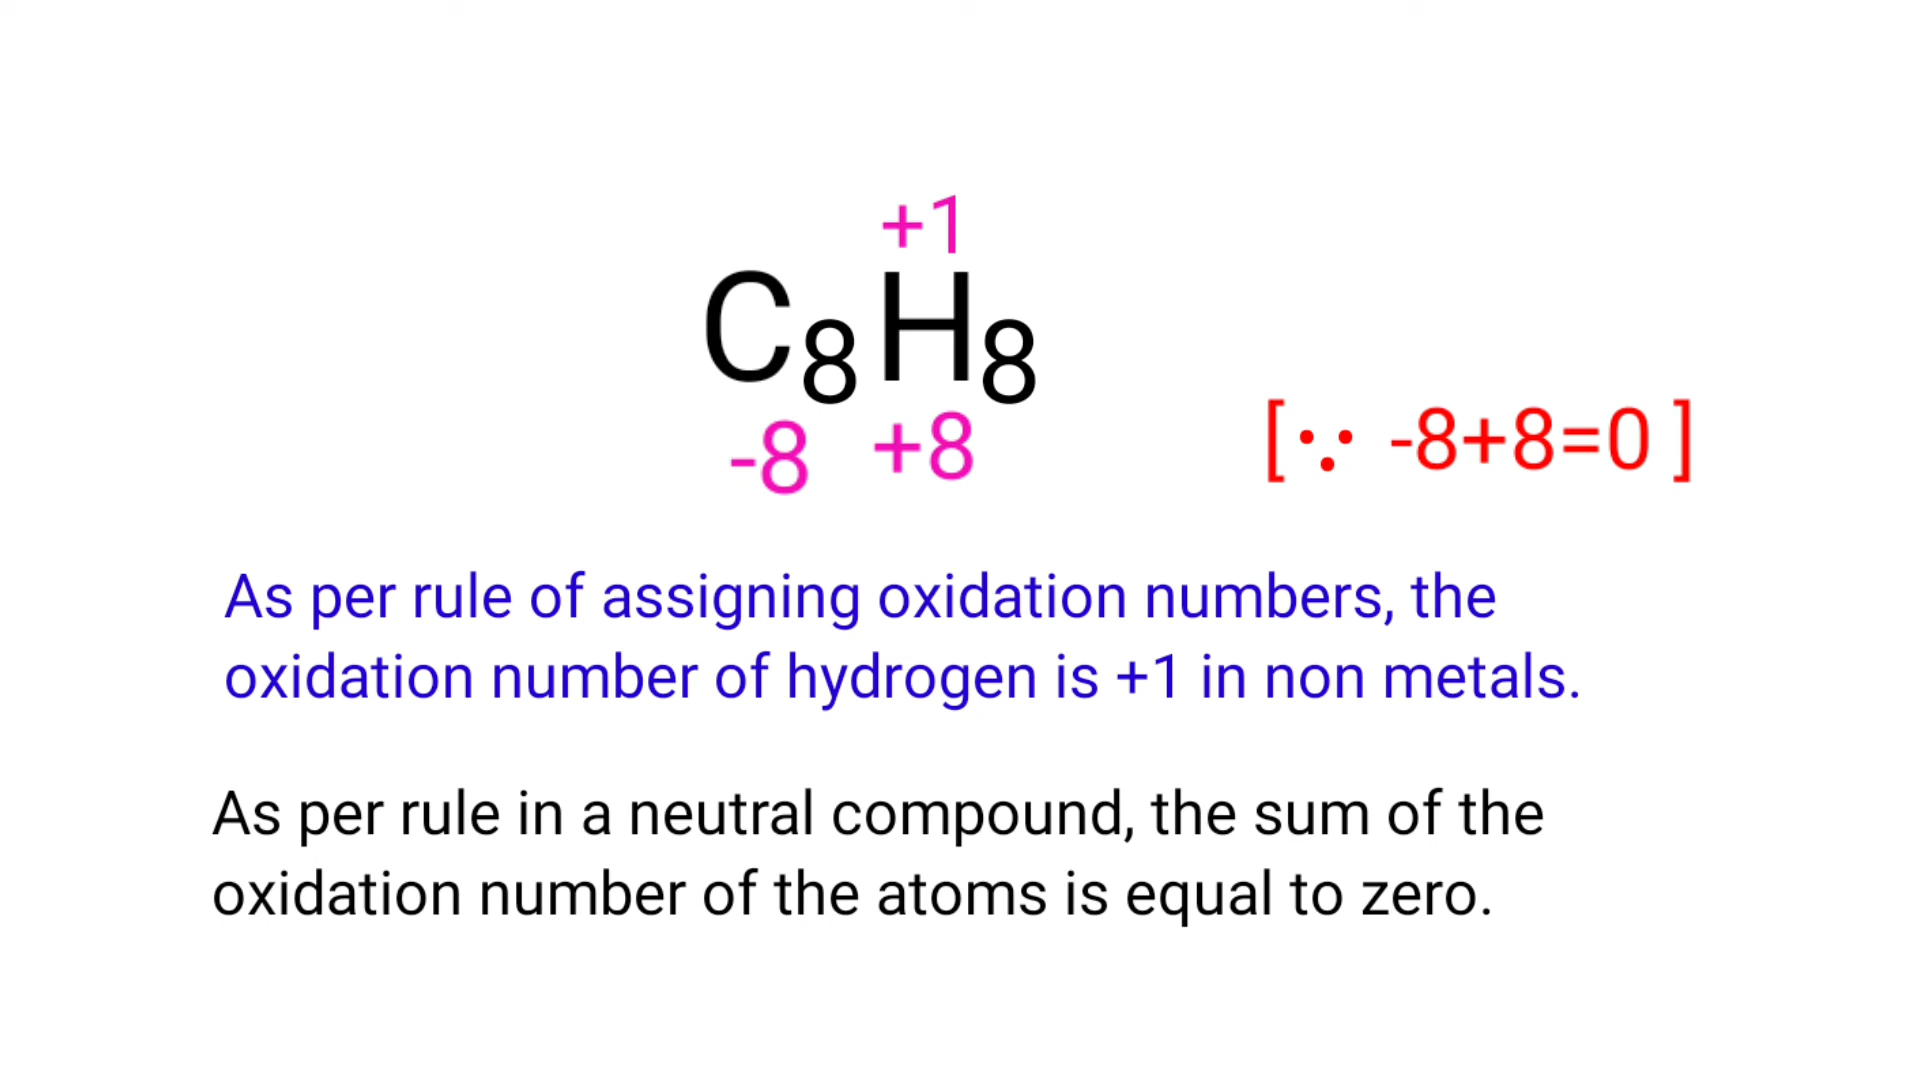 +1
C₈H₈
-8 +8
[∵ -8+8=0 ]
As per rule of assigning oxidation numbers, the
oxidation number of hydrogen is +1 in non metals.
As per rule in a neutral compound, the sum of the
oxidation number of the atoms is equal to zero.